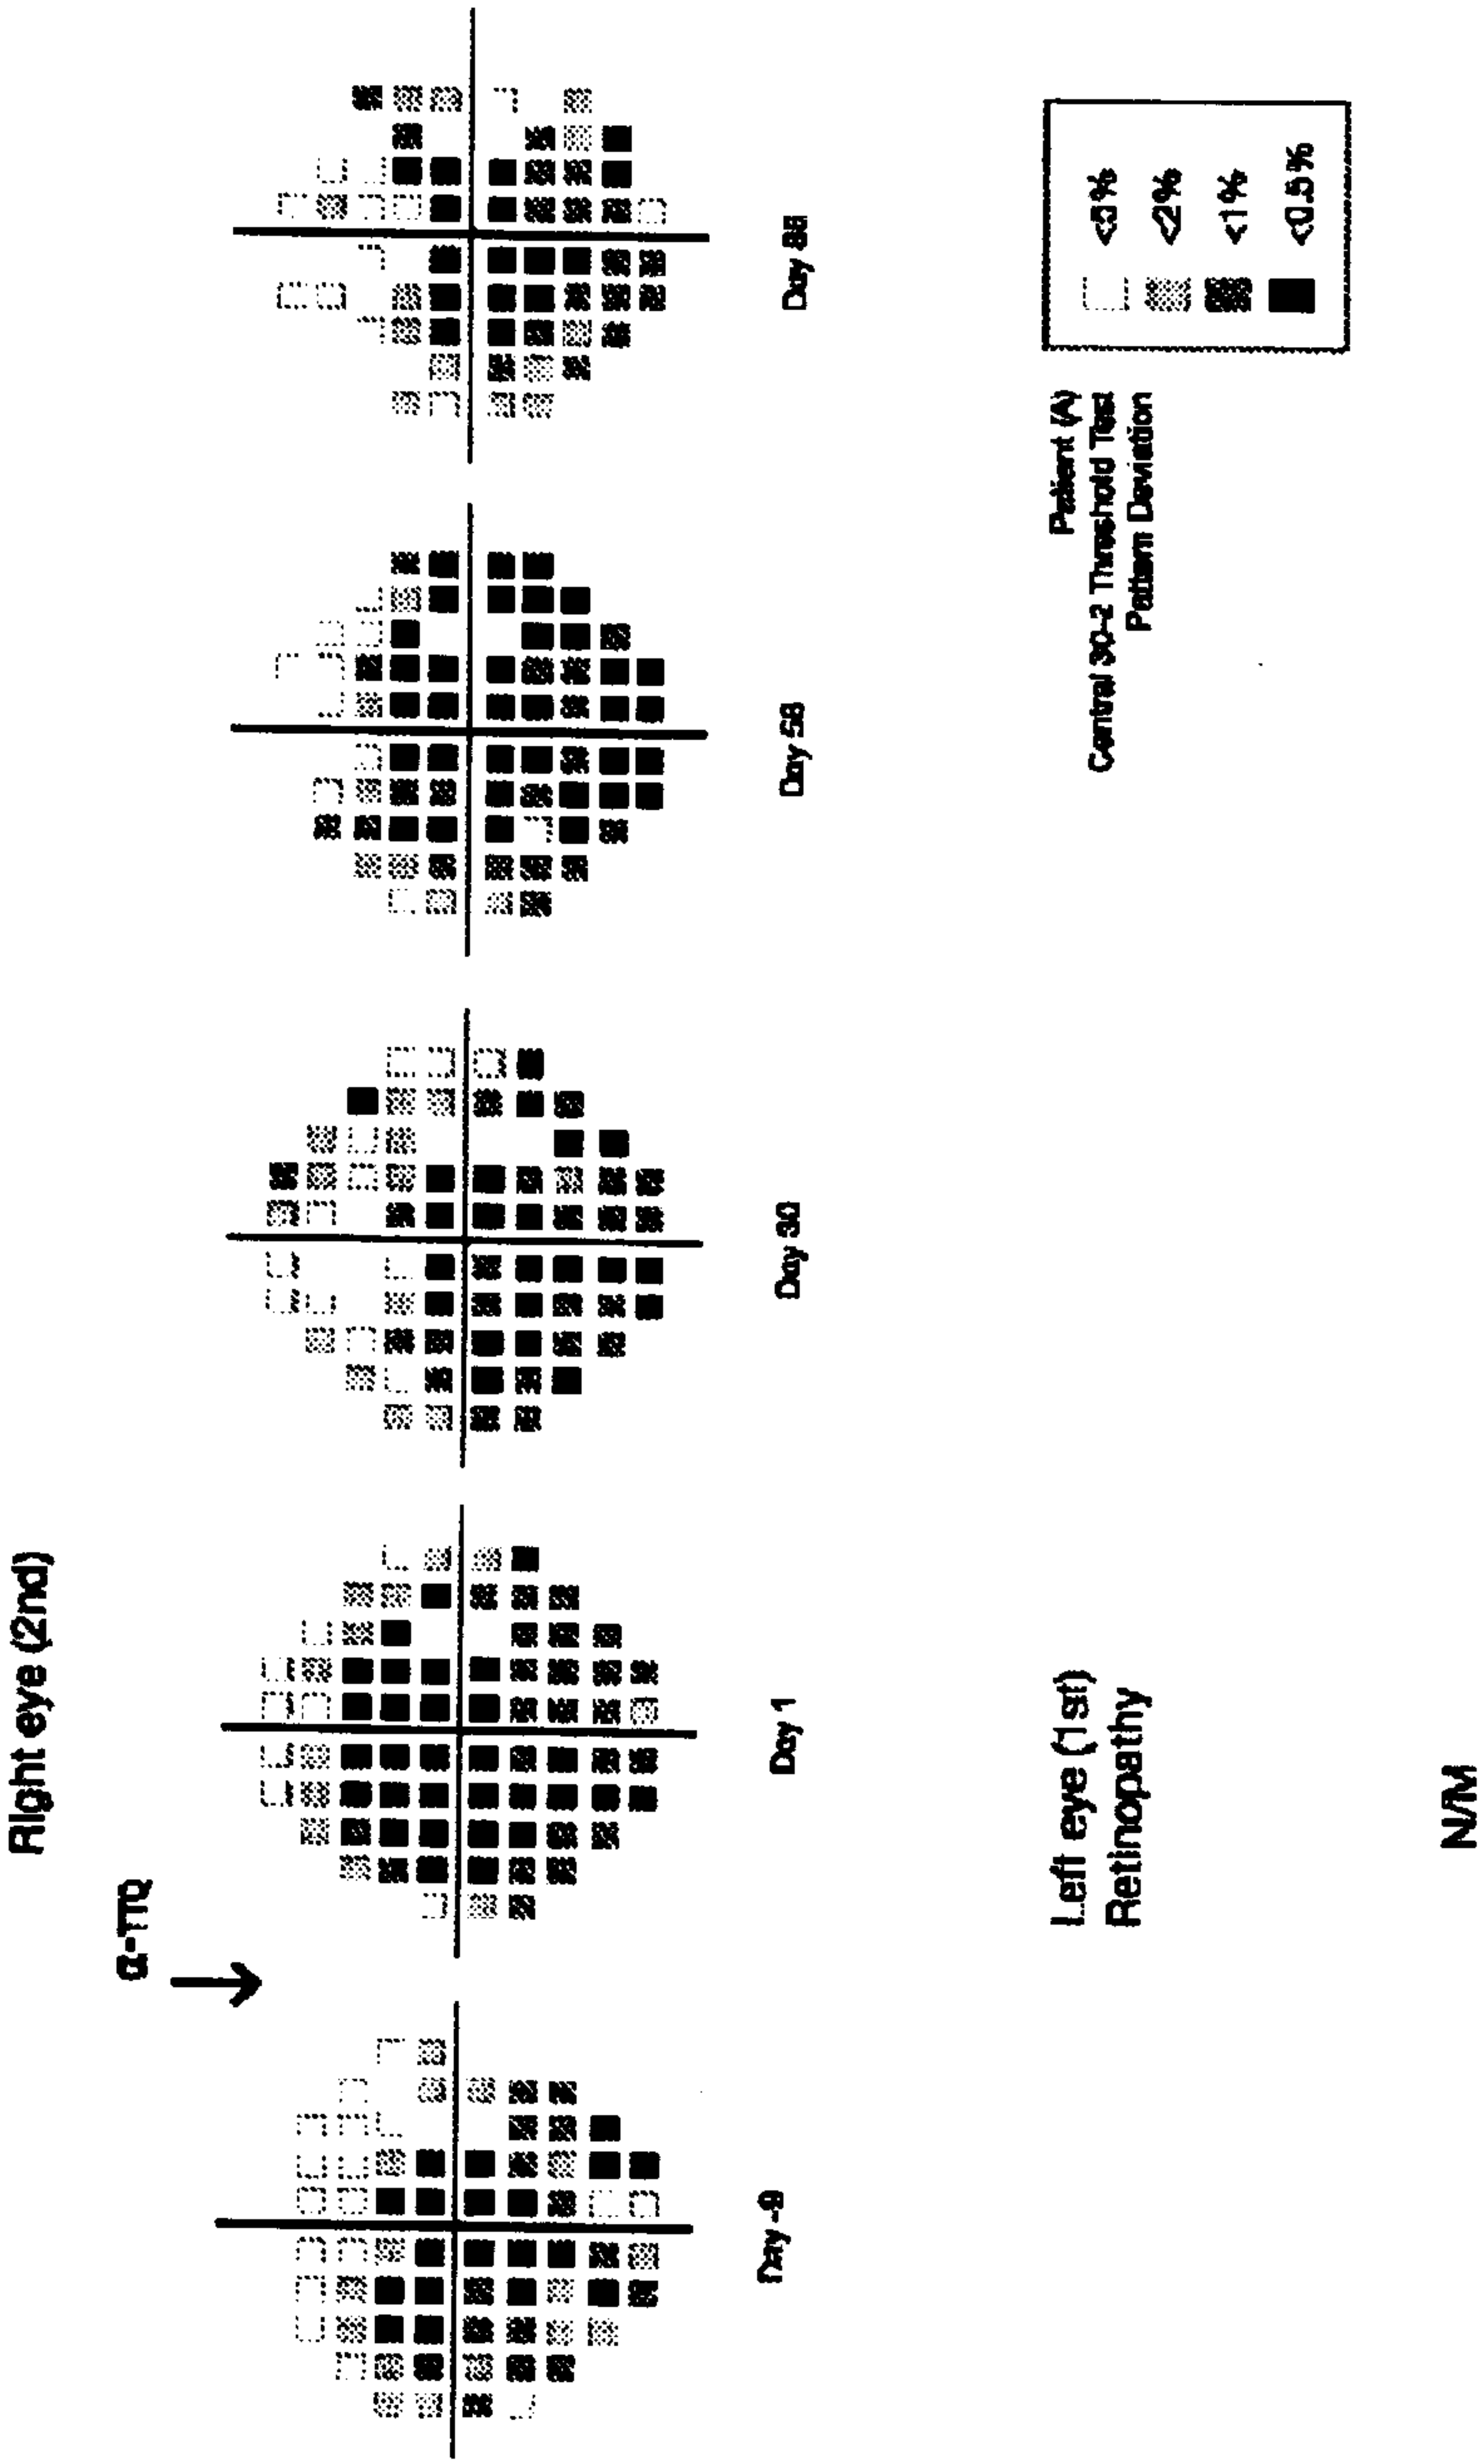 Right eye (2nd)
α-TTQ
Day -9
Day 1
Day 30
Day 58
Day 86
Left eye (1st)
Retinopathy
N/M
Patient (A)
Central 30-2 Threshold Test
Pattern Deviation
<5%
<2%
<1%
<0.5%